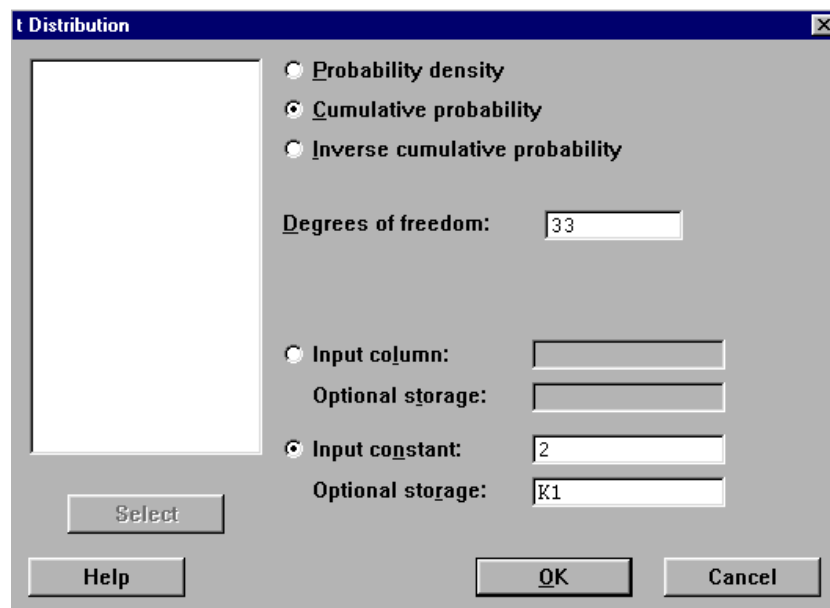 t Distribution
Probability density
Cumulative probability
Inverse cumulative probability
Degrees of freedom: 33
Input column:
Optional storage:
Input constant: 2
Optional storage: K1
Select
Help OK Cancel